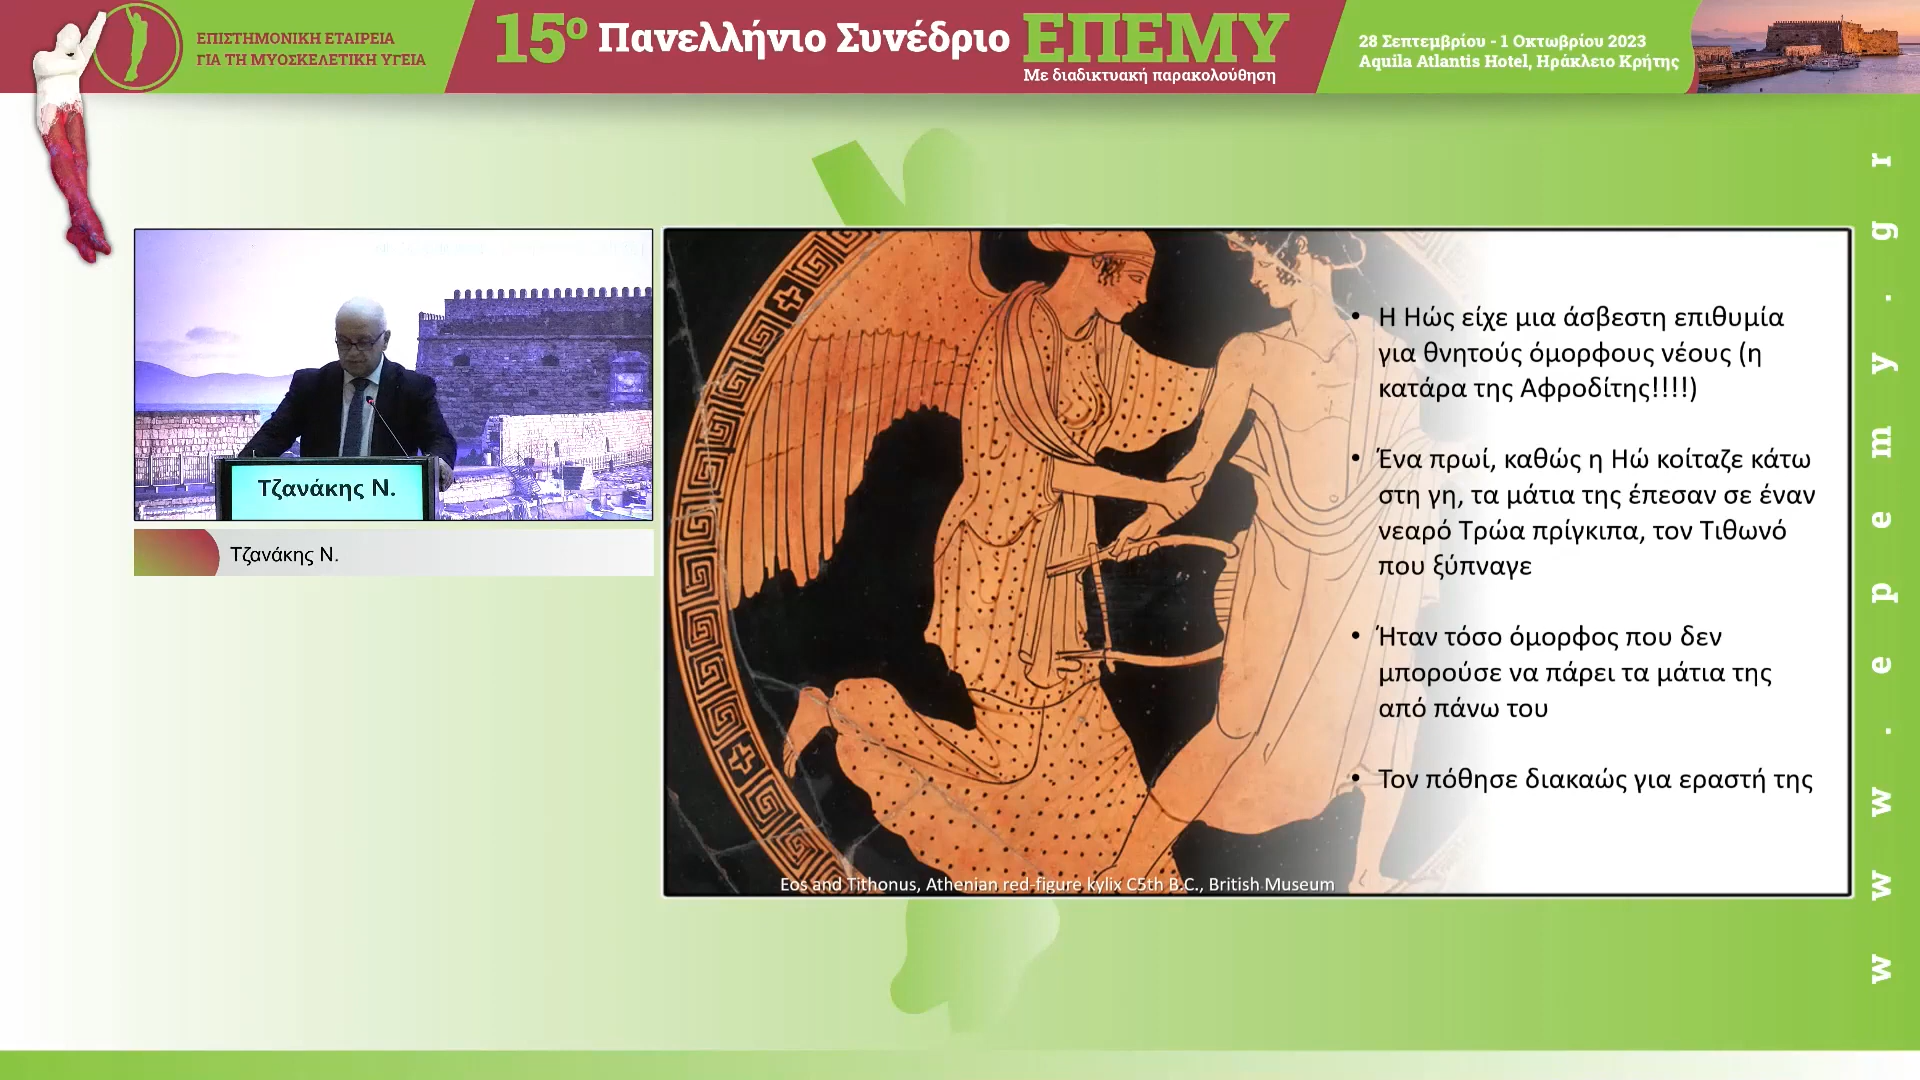 ΕΠΙΣΤΗΜΟΝΙΚΗ ΕΤΑΙΡΕΙΑ
ΓΙΑ ΤΗ ΜΥΟΣΚΕΛΕΤΙΚΗ ΥΓΕΙΑ
15ο Πανελλήνιο Συνέδριο ΕΠΕΜΥ
Με διαδικτυακή παρακολούθηση
28 Σεπτεμβρίου - 1 Οκτωβρίου 2023
Aquila Atlantis Hotel, Ηράκλειο Κρήτης
Τζανάκης Ν.
Τζανάκης Ν.
• Η Ηώς είχε μια άσβεστη επιθυμία
για θνητούς όμορφους νέους (η
κατάρα της Αφροδίτης!!!!)
• Ένα πρωί, καθώς η Ηώ κοίταζε κάτω
στη γη, τα μάτια της έπεσαν σε έναν
νεαρό Τρώα πρίγκιπα, τον Τιθωνό
που ξύπναγε
• Ήταν τόσο όμορφος που δεν
μπορούσε να πάρει τα μάτια της
από πάνω του
• Τον πόθησε διακαώς για εραστή της
Eos and Tithonus, Athenian red-figure kylix C5th B.C., British Museum
www.epemy.gr